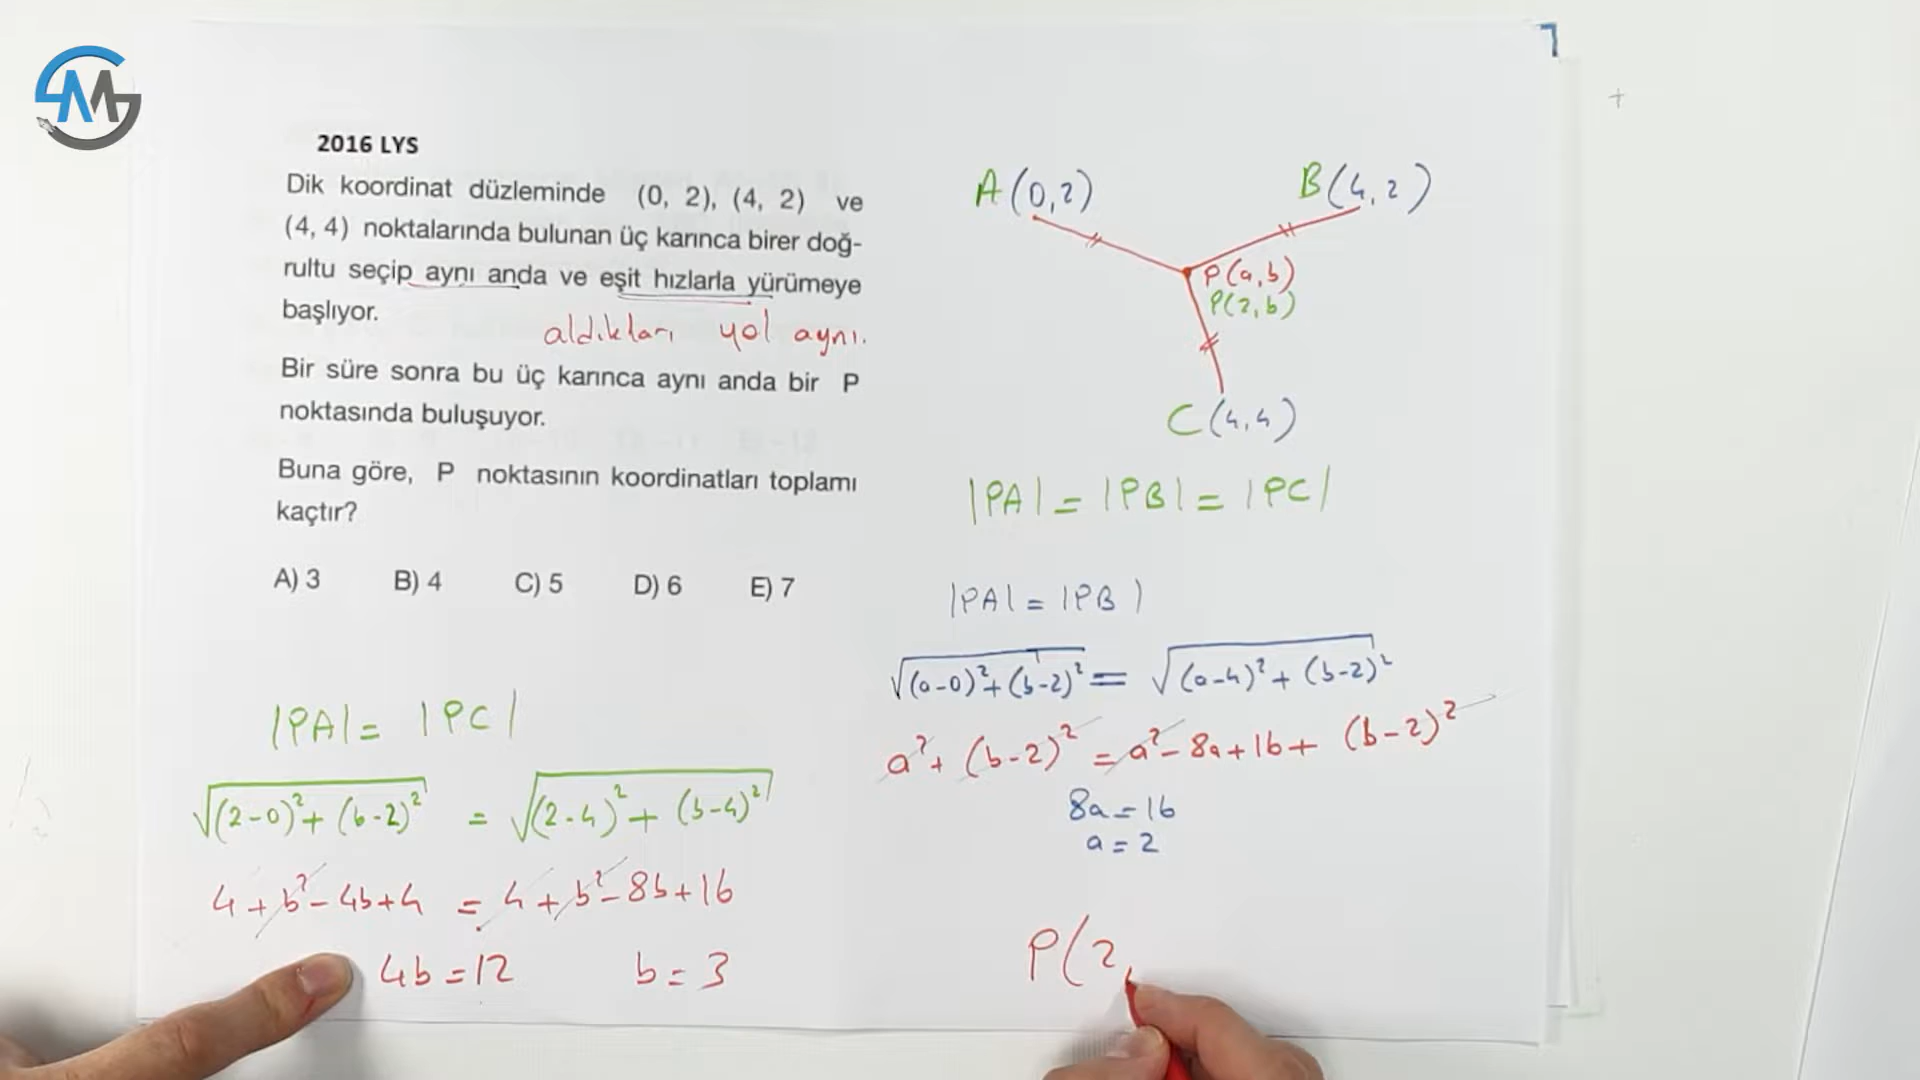 2016 LYS
Dik koordinat düzleminde (0, 2), (4, 2) ve
(4, 4) noktalarında bulunan üç karınca birer doğ-
rultu seçip aynı anda ve eşit hızlarla yürümeye
başlıyor.
aldıkları yol aynı.
Bir süre sonra bu üç karınca aynı anda bir P
noktasında buluşuyor.
Buna göre, P noktasının koordinatları toplamı
kaçtır?
A) 3 B) 4 C) 5 D) 6 E) 7
|PA| = |PC|
√(2-0)²+(b-2)² = √(2-4)²+(b-4)²
4+b²-4b+4 = 4+b²-8b+16
4b=12 b=3
A(0,2) B(4,2)
P(a,b)
P(2,b)
C(4,4)
|PA| = |PB| = |PC|
|PA| = |PB|
√(a-0)²+(b-2)² = √(a-4)²+(b-2)²
a²+(b-2)² = a²-8a+16+(b-2)²
8a=16
a=2
P(2,